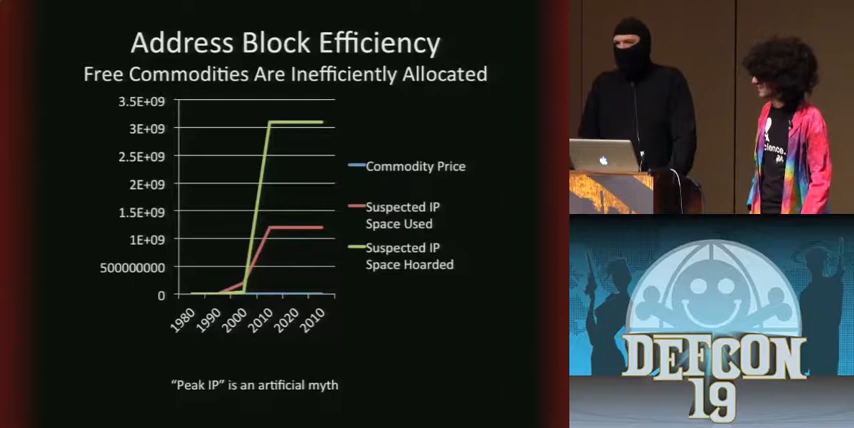 Address Block Efficiency
Free Commodities Are Inefficiently Allocated
3.5E+09
3E+09
2.5E+09
2E+09
1.5E+09
1E+09
500000000
0
1980
1990
2000
2010
2020
2010
Commodity Price
Suspected IP
Space Used
Suspected IP
Space Hoarded
“Peak IP” is an artificial myth
DEFCON
19